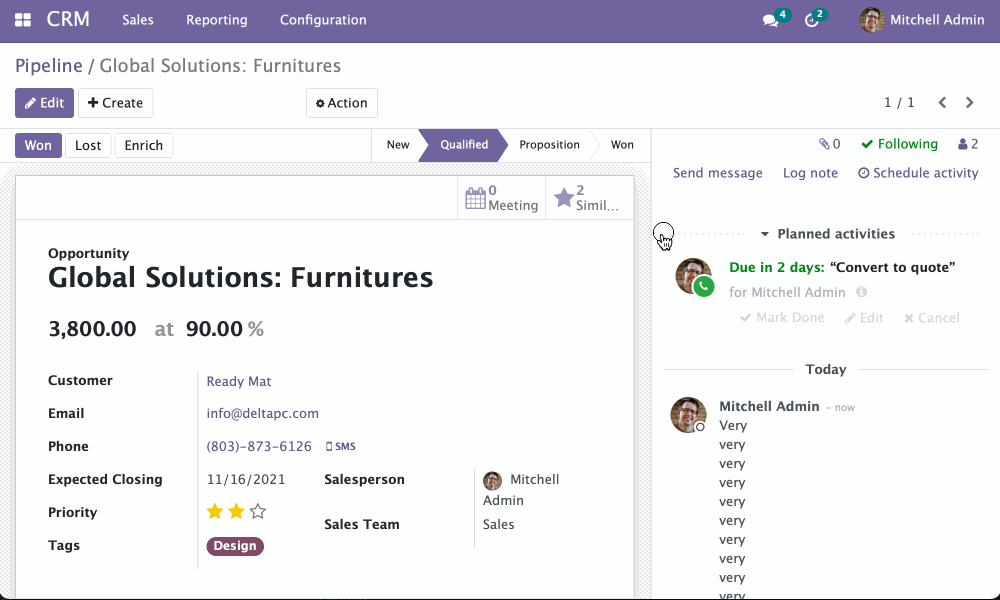 CRM Sales Reporting Configuration 4 2 Mitchell Admin
Pipeline / Global Solutions: Furnitures
Edit Create Action 1 / 1
Won Lost Enrich New Qualified Proposition Won
0 Following 2
Send message Log note Schedule activity
0 Meeting
2 Simil...
Planned activities
Due in 2 days: “Convert to quote”
for Mitchell Admin
Mark Done Edit Cancel
Opportunity
Global Solutions: Furnitures
3,800.00 at 90.00 %
Customer Ready Mat
Email info@deltapc.com
Phone (803)-873-6126 SMS
Expected Closing 11/16/2021
Priority
Tags Design
Salesperson Mitchell Admin
Sales Team Sales
Today
Mitchell Admin - now
Very
very
very
very
very
very
very
very
very
very